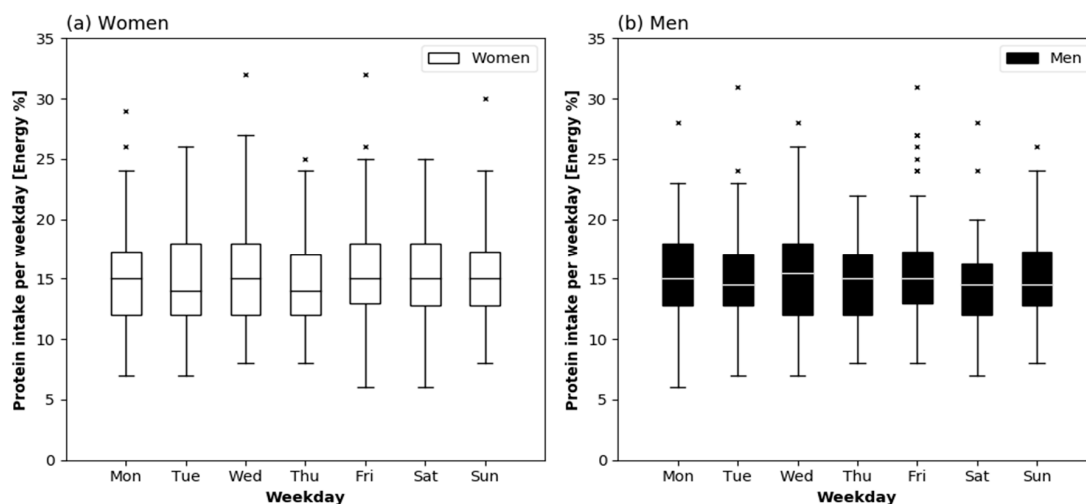 (a) Women
35
30
25
20
15
10
5
0
Protein intake per weekday [Energy %]
Women
Mon Tue Wed Thu Fri Sat Sun
Weekday
(b) Men
35
30
25
20
15
10
5
0
Protein intake per weekday [Energy %]
Men
Mon Tue Wed Thu Fri Sat Sun
Weekday